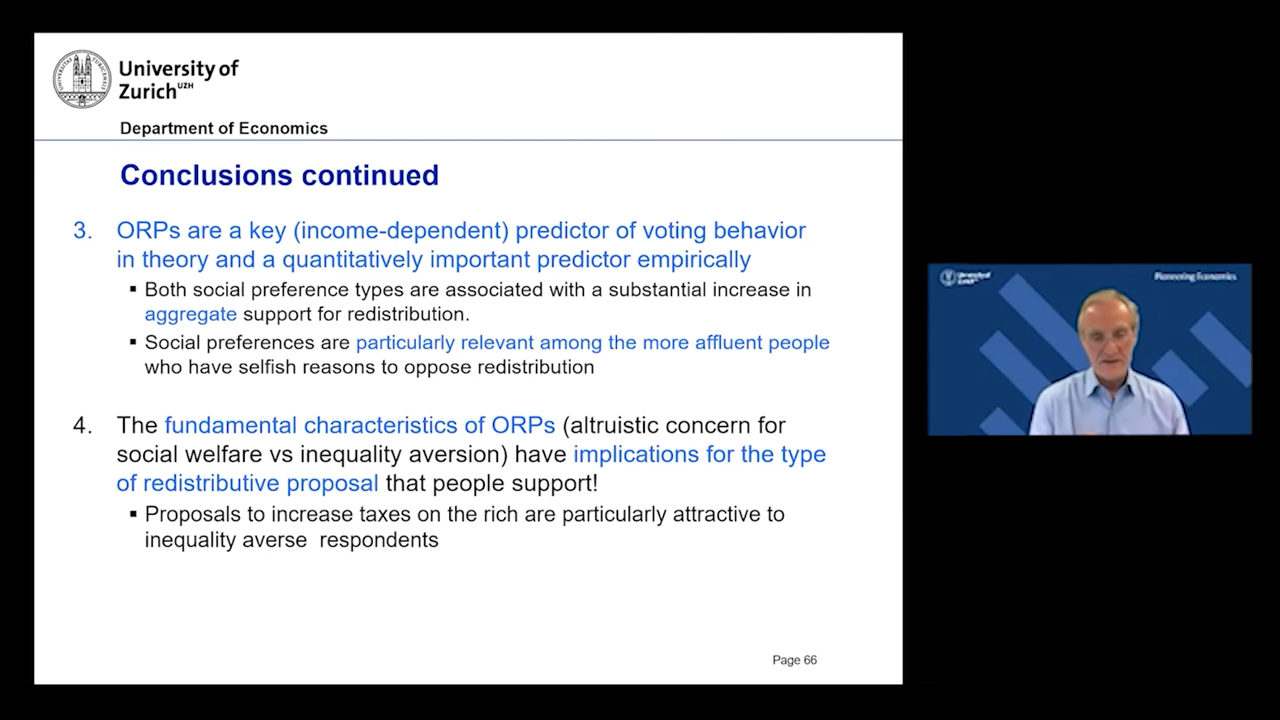 University of
Zurich UZH
Department of Economics
Conclusions continued
3. ORPs are a key (income-dependent) predictor of voting behavior
in theory and a quantitatively important predictor empirically
▪ Both social preference types are associated with a substantial increase in
aggregate support for redistribution.
▪ Social preferences are particularly relevant among the more affluent people
who have selfish reasons to oppose redistribution
4. The fundamental characteristics of ORPs (altruistic concern for
social welfare vs inequality aversion) have implications for the type
of redistributive proposal that people support!
▪ Proposals to increase taxes on the rich are particularly attractive to
inequality averse respondents
Page 66
University of
Zurich
Pioneering Economics